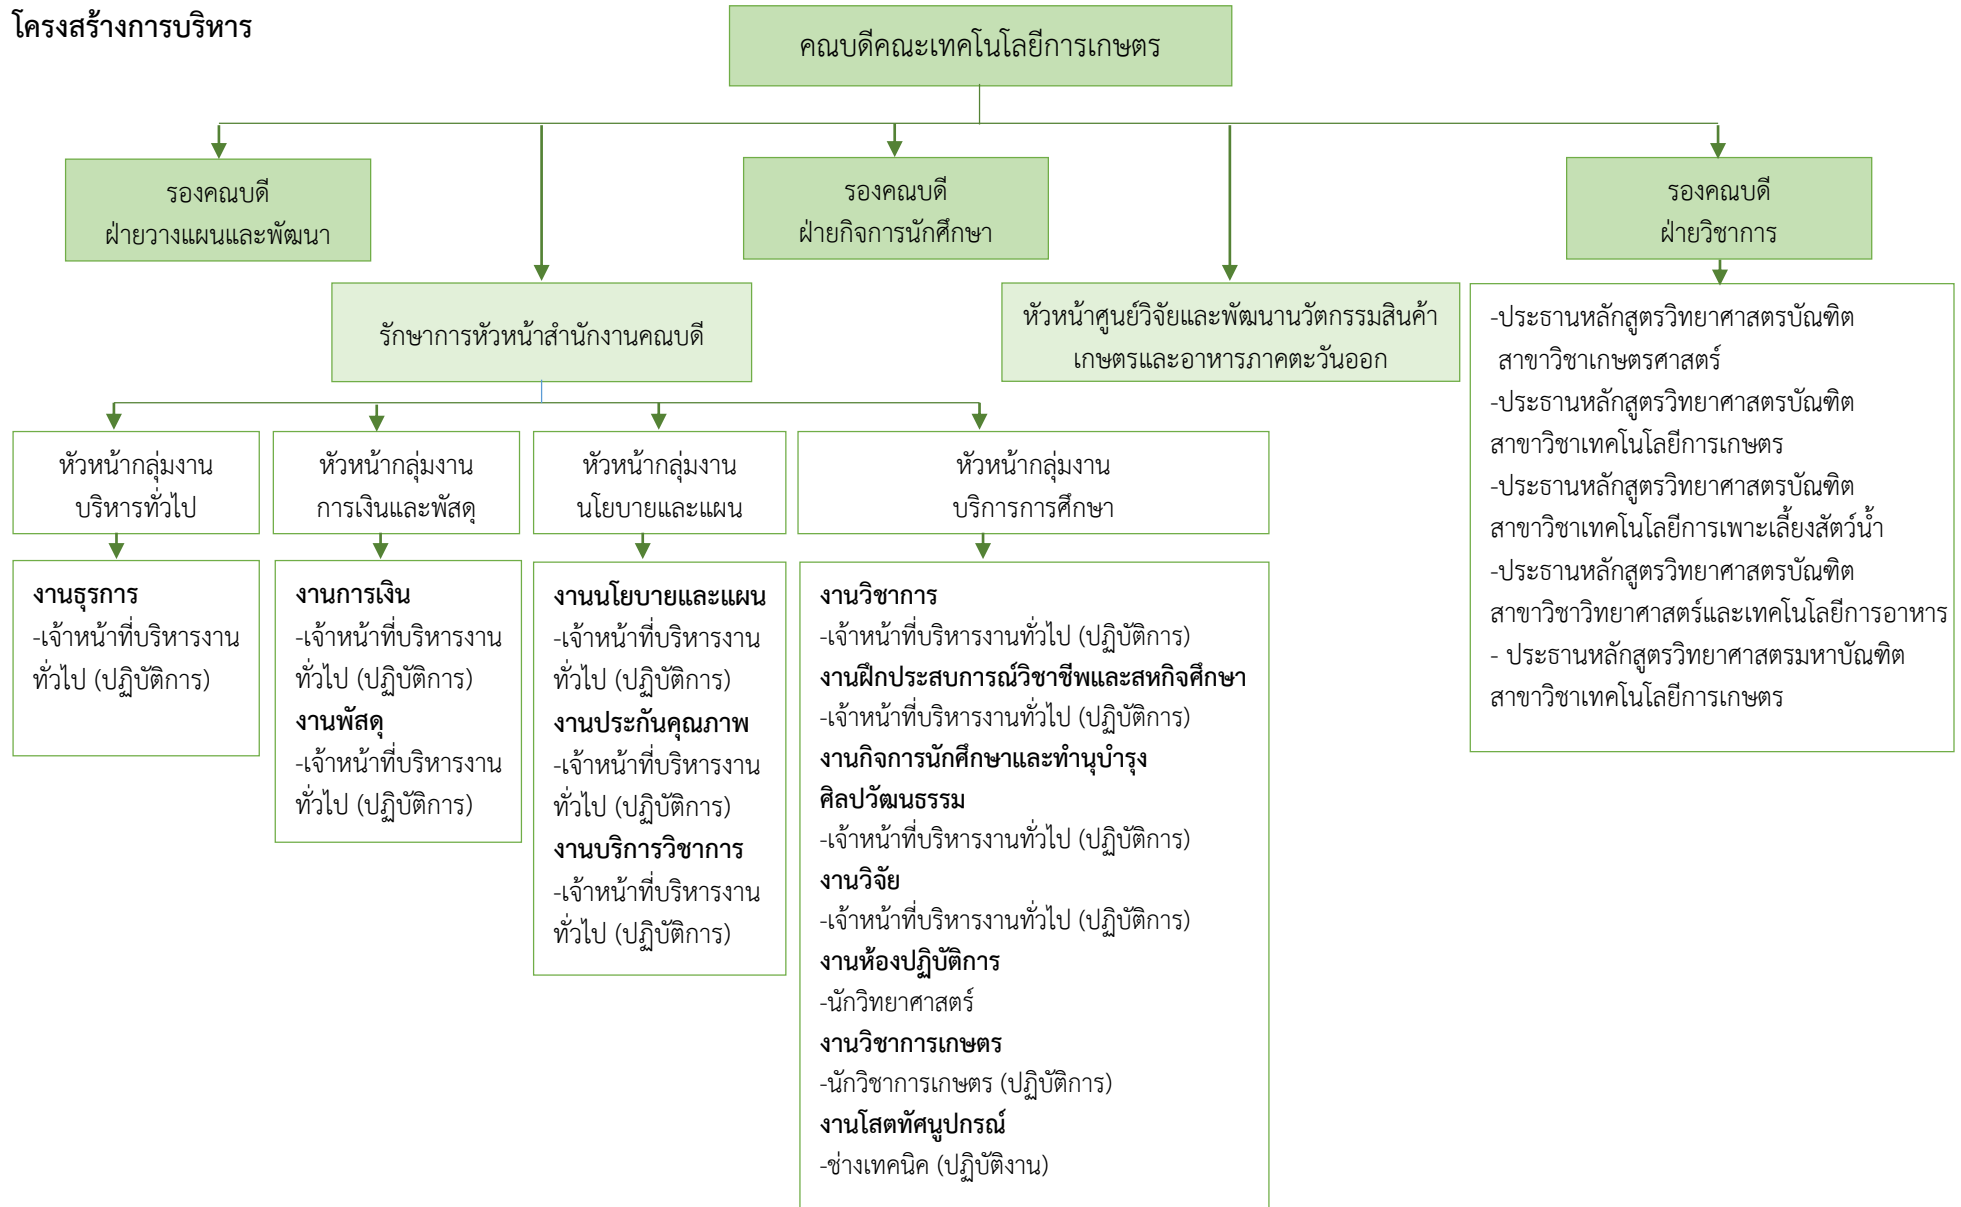 โครงสร้างการบริหาร
คณบดีคณะเทคโนโลยีการเกษตร
รองคณบดี
ฝ่ายวางแผนและพัฒนา
รองคณบดี
ฝ่ายกิจการนักศึกษา
รองคณบดี
ฝ่ายวิชาการ
รักษาการหัวหน้าสำนักงานคณบดี
หัวหน้าศูนย์วิจัยและพัฒนานวัตกรรมสินค้า
เกษตรและอาหารภาคตะวันออก
-ประธานหลักสูตรวิทยาศาสตรบัณฑิต
สาขาวิชาเกษตรศาสตร์
-ประธานหลักสูตรวิทยาศาสตรบัณฑิต
สาขาวิชาเทคโนโลยีการเกษตร
-ประธานหลักสูตรวิทยาศาสตรบัณฑิต
สาขาวิชาเทคโนโลยีการเพาะเลี้ยงสัตว์น้ำ
-ประธานหลักสูตรวิทยาศาสตรบัณฑิต
สาขาวิชาวิทยาศาสตร์และเทคโนโลยีการอาหาร
- ประธานหลักสูตรวิทยาศาสตรมหาบัณฑิต
สาขาวิชาเทคโนโลยีการเกษตร
หัวหน้ากลุ่มงาน
บริหารทั่วไป
หัวหน้ากลุ่มงาน
การเงินและพัสดุ
หัวหน้ากลุ่มงาน
นโยบายและแผน
หัวหน้ากลุ่มงาน
บริการการศึกษา
งานธุรการ
-เจ้าหน้าที่บริหารงาน
ทั่วไป (ปฏิบัติการ)
งานการเงิน
-เจ้าหน้าที่บริหารงาน
ทั่วไป (ปฏิบัติการ)
งานพัสดุ
-เจ้าหน้าที่บริหารงาน
ทั่วไป (ปฏิบัติการ)
งานนโยบายและแผน
-เจ้าหน้าที่บริหารงาน
ทั่วไป (ปฏิบัติการ)
งานประกันคุณภาพ
-เจ้าหน้าที่บริหารงาน
ทั่วไป (ปฏิบัติการ)
งานบริการวิชาการ
-เจ้าหน้าที่บริหารงาน
ทั่วไป (ปฏิบัติการ)
งานวิชาการ
-เจ้าหน้าที่บริหารงานทั่วไป (ปฏิบัติการ)
งานฝึกประสบการณ์วิชาชีพและสหกิจศึกษา
-เจ้าหน้าที่บริหารงานทั่วไป (ปฏิบัติการ)
งานกิจการนักศึกษาและทำนุบำรุง
ศิลปวัฒนธรรม
-เจ้าหน้าที่บริหารงานทั่วไป (ปฏิบัติการ)
งานวิจัย
-เจ้าหน้าที่บริหารงานทั่วไป (ปฏิบัติการ)
งานห้องปฏิบัติการ
-นักวิทยาศาสตร์
งานวิชาการเกษตร
-นักวิชาการเกษตร (ปฏิบัติการ)
งานโสตทัศนูปกรณ์
-ช่างเทคนิค (ปฏิบัติงาน)